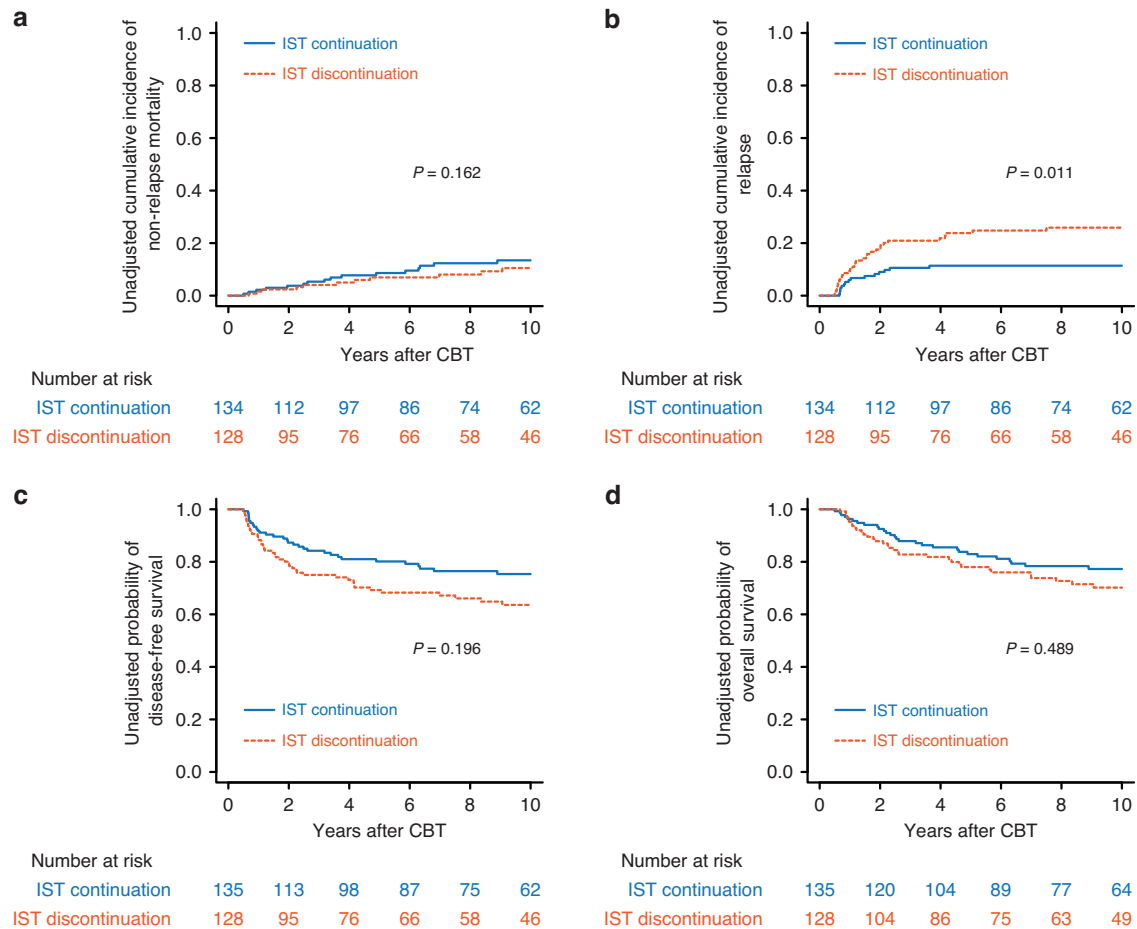 a
Unadjusted cumulative incidence of
non-relapse mortality
1.0
0.8
0.6
0.4
0.2
0.0
IST continuation
IST discontinuation
P = 0.162
0 2 4 6 8 10
Years after CBT
Number at risk
IST continuation 134 112 97 86 74 62
IST discontinuation 128 95 76 66 58 46
b
Unadjusted cumulative incidence of
relapse
1.0
0.8
0.6
0.4
0.2
0.0
IST continuation
IST discontinuation
P = 0.011
0 2 4 6 8 10
Years after CBT
Number at risk
IST continuation 134 112 97 86 74 62
IST discontinuation 128 95 76 66 58 46
c
Unadjusted probability of
disease-free survival
1.0
0.8
0.6
0.4
0.2
0.0
P = 0.196
IST continuation
IST discontinuation
0 2 4 6 8 10
Years after CBT
Number at risk
IST continuation 135 113 98 87 75 62
IST discontinuation 128 95 76 66 58 46
d
Unadjusted probability of
overall survival
1.0
0.8
0.6
0.4
0.2
0.0
P = 0.489
IST continuation
IST discontinuation
0 2 4 6 8 10
Years after CBT
Number at risk
IST continuation 135 120 104 89 77 64
IST discontinuation 128 104 86 75 63 49